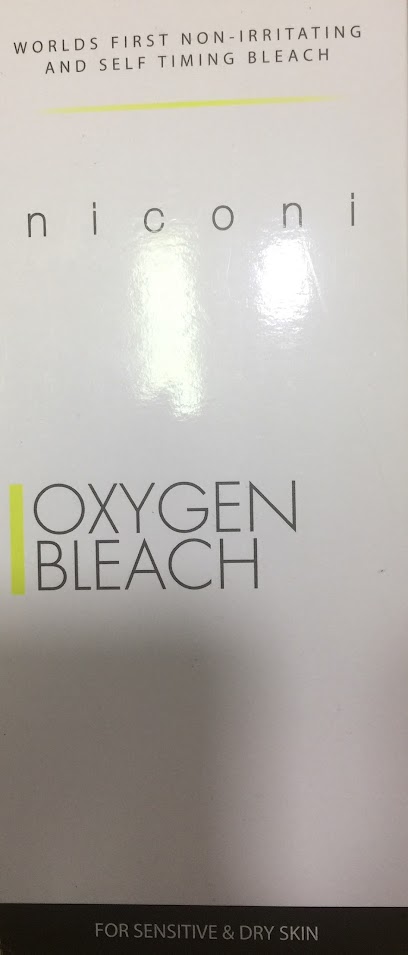 WORLDS FIRST NON-IRRITATING
AND SELF TIMING BLEACH
niconi
OXYGEN
BLEACH
FOR SENSITIVE & DRY SKIN